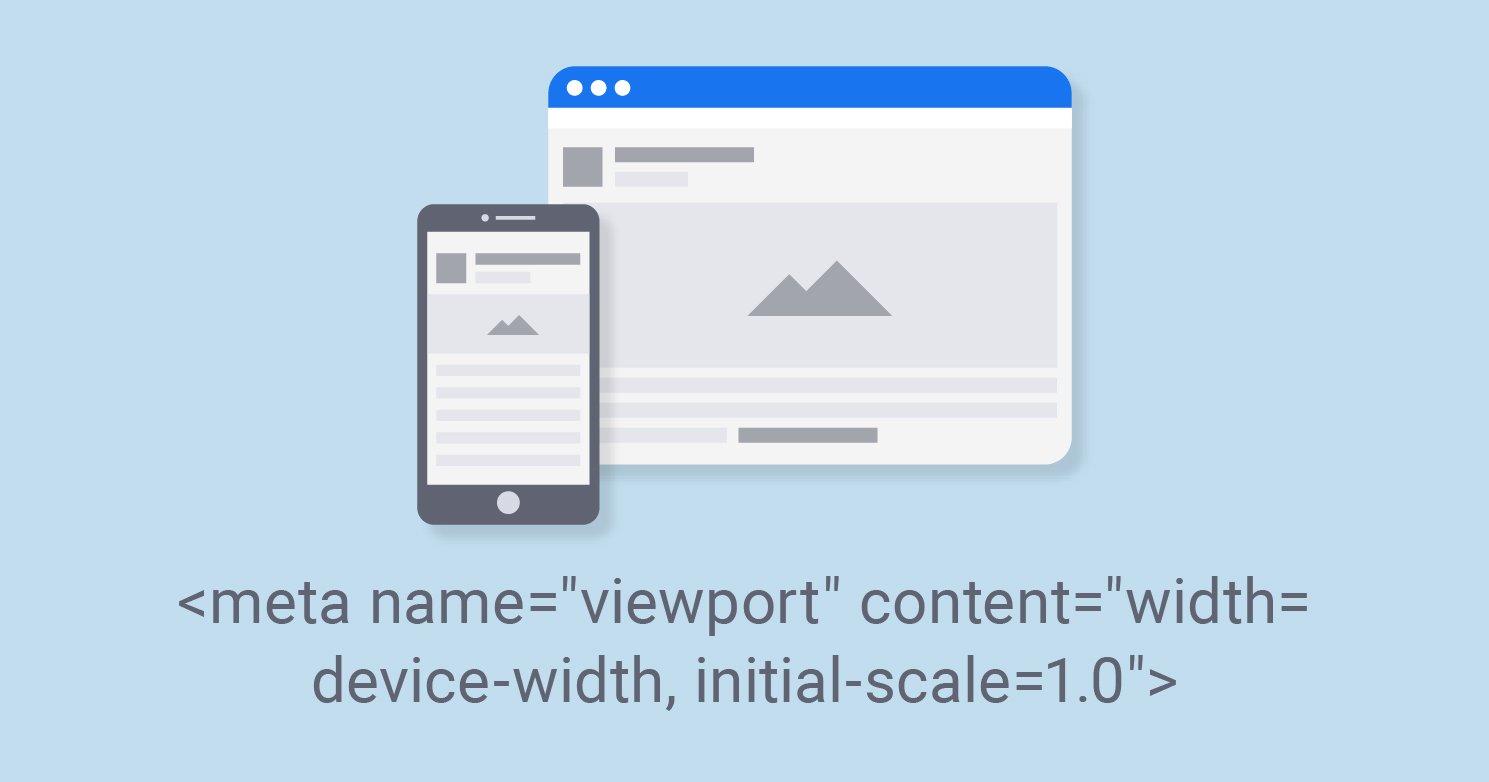 <meta name="viewport" content="width=
device-width, initial-scale=1.0">